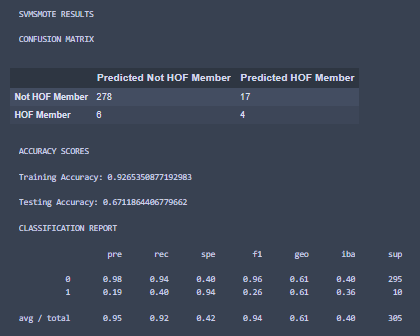 SVMSMOTE RESULTS
CONFUSION MATRIX
Predicted Not HOF Member Predicted HOF Member
Not HOF Member 278 17
HOF Member 6 4
ACCURACY SCORES
Training Accuracy: 0.9265350877192983
Testing Accuracy: 0.6711864406779662
CLASSIFICATION REPORT
pre rec spe f1 geo iba sup
0 0.98 0.94 0.40 0.96 0.61 0.40 295
1 0.19 0.40 0.94 0.26 0.61 0.36 10
avg / total 0.95 0.92 0.42 0.94 0.61 0.40 305